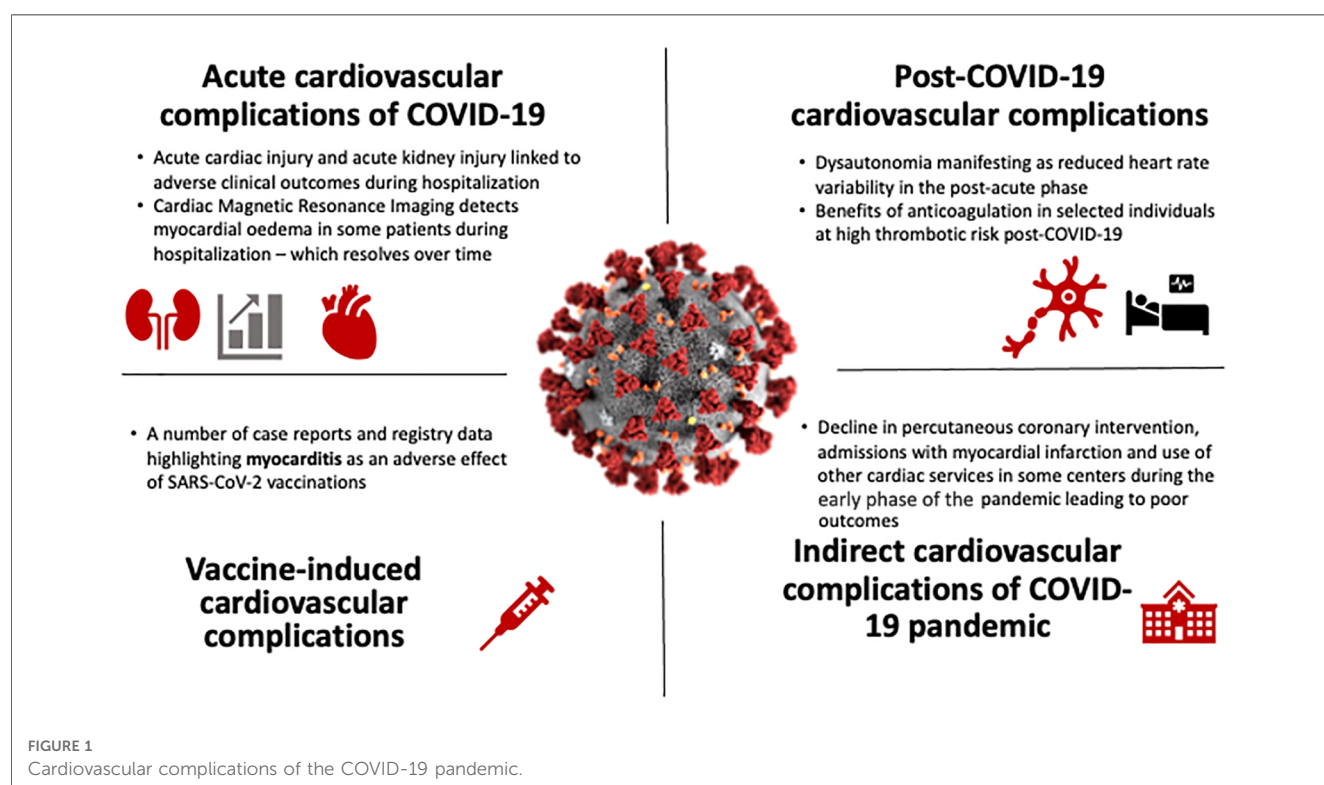 Acute cardiovascular
complications of COVID-19
• Acute cardiac injury and acute kidney injury linked to
adverse clinical outcomes during hospitalization
• Cardiac Magnetic Resonance Imaging detects
myocardial oedema in some patients during
hospitalization – which resolves over time
Post-COVID-19
cardiovascular complications
• Dysautonomia manifesting as reduced heart rate
variability in the post-acute phase
• Benefits of anticoagulation in selected individuals
at high thrombotic risk post-COVID-19
• A number of case reports and registry data
highlighting myocarditis as an adverse effect
of SARS-CoV-2 vaccinations
Vaccine-induced
cardiovascular
complications
• Decline in percutaneous coronary intervention,
admissions with myocardial infarction and use of
other cardiac services in some centers during the
early phase of the pandemic leading to poor
outcomes
Indirect cardiovascular
complications of COVID-
19 pandemic
FIGURE 1
Cardiovascular complications of the COVID-19 pandemic.